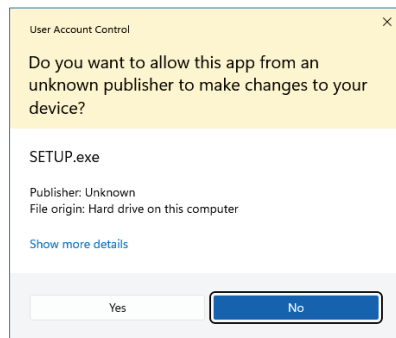 User Account Control
Do you want to allow this app from an
unknown publisher to make changes to your
device?
SETUP.exe
Publisher: Unknown
File origin: Hard drive on this computer
Show more details
Yes
No